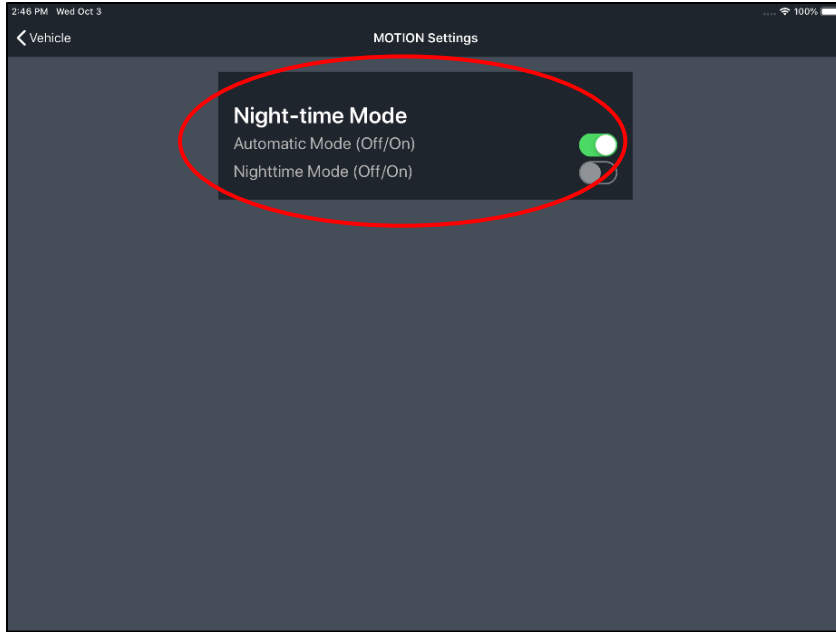 2:46 PM Wed Oct 3
.... 100%
Vehicle
MOTION Settings
Night-time Mode
Automatic Mode (Off/On)
Nighttime Mode (Off/On)